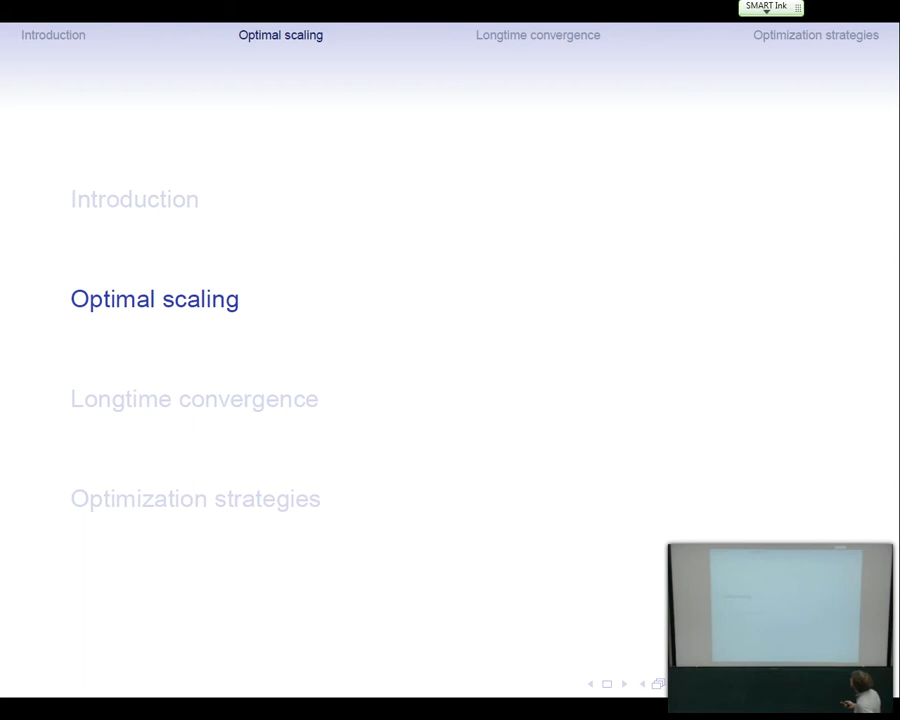 SMART Ink
Introduction
Optimal scaling
Longtime convergence
Optimization strategies
Introduction
Optimal scaling
Longtime convergence
Optimization strategies